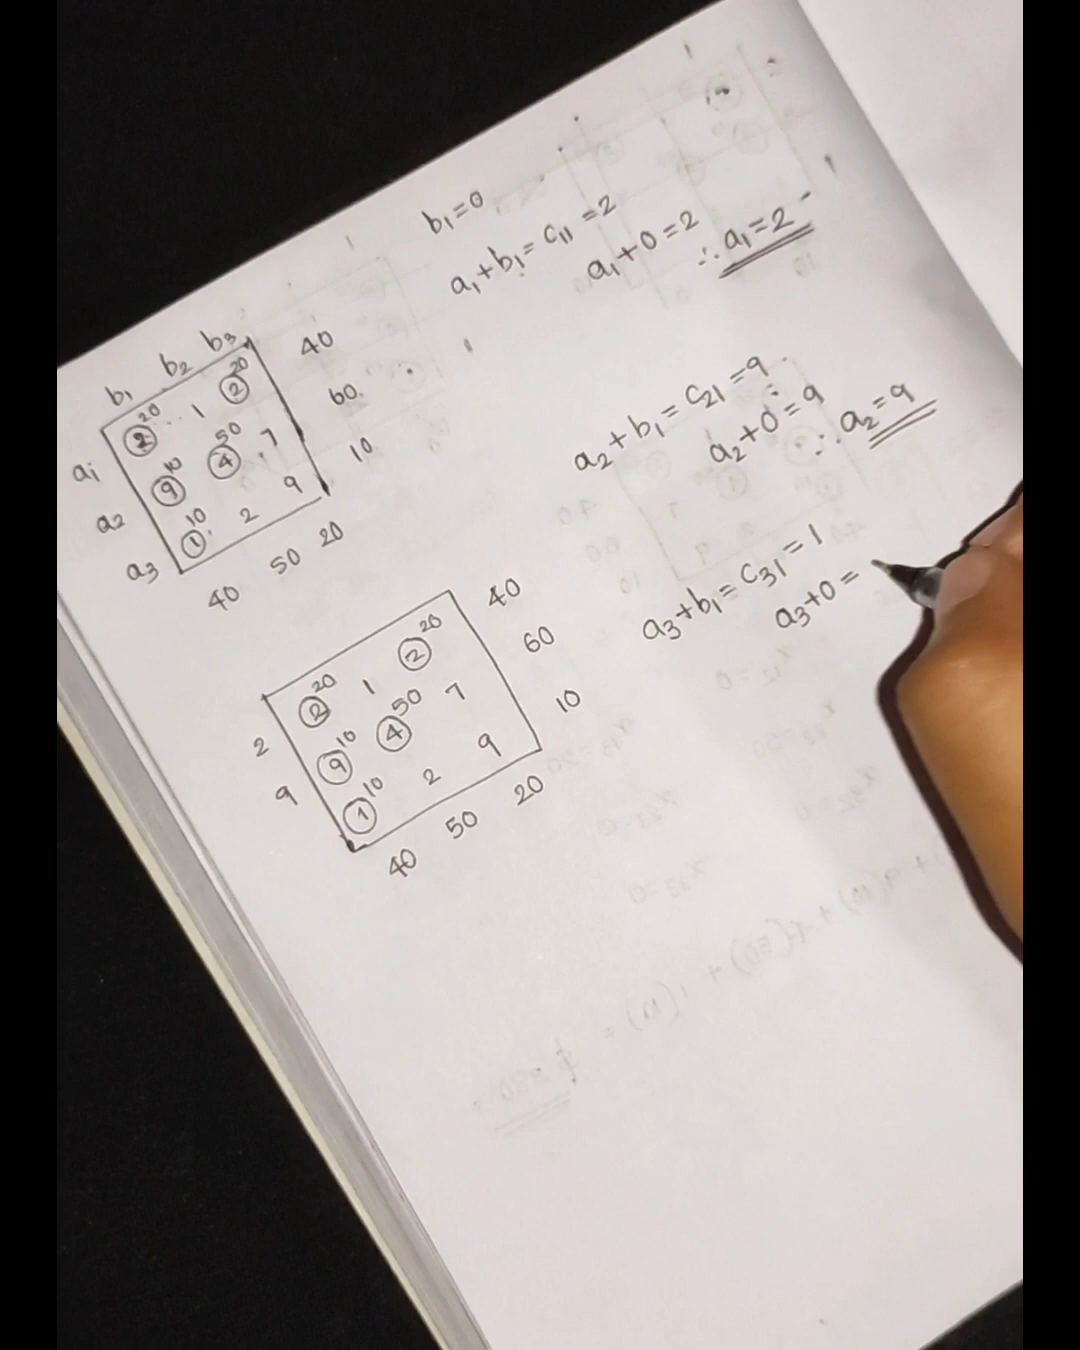 b₁=0
a₁+b₁= c₁₁ =2
a₁+0=2
∴ a₁=2
b₁ b₂ b₃
a₁ 2 20 1 2 20 40
a₂ 9 10 4 50 7 60
a₃ 1 10 2 9 10
40 50 20
a₂+b₁= c₂₁=9
a₂+0=9
∴ a₂=9
a₃+b₁= c₃₁=1
a₃+0=
2 2 20 1 2 20 40
9 9 10 4 50 7 60
1 10 2 9 10
40 50 20